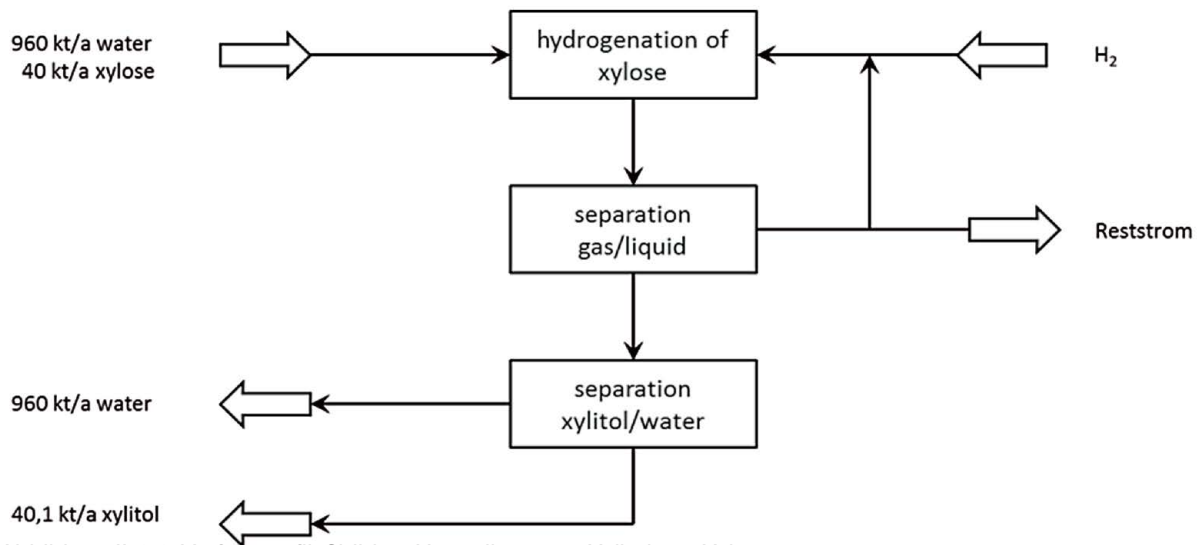 960 kt/a water
40 kt/a xylose
hydrogenation of
xylose
H₂
separation
gas/liquid
Reststrom
separation
xylitol/water
960 kt/a water
40,1 kt/a xylitol